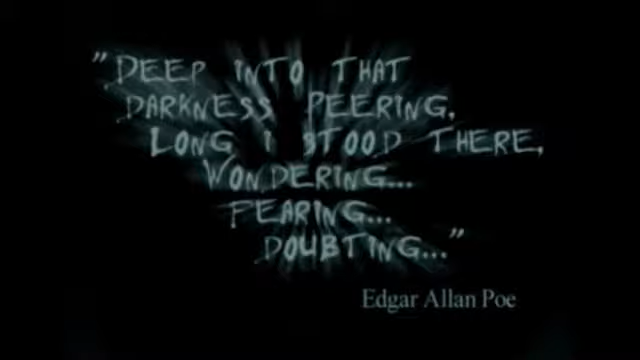 "DEEP INTO THAT
DARKNESS PEERING,
LONG I STOOD THERE,
WONDERING...
FEARING...
DOUBTING..."
Edgar Allan Poe